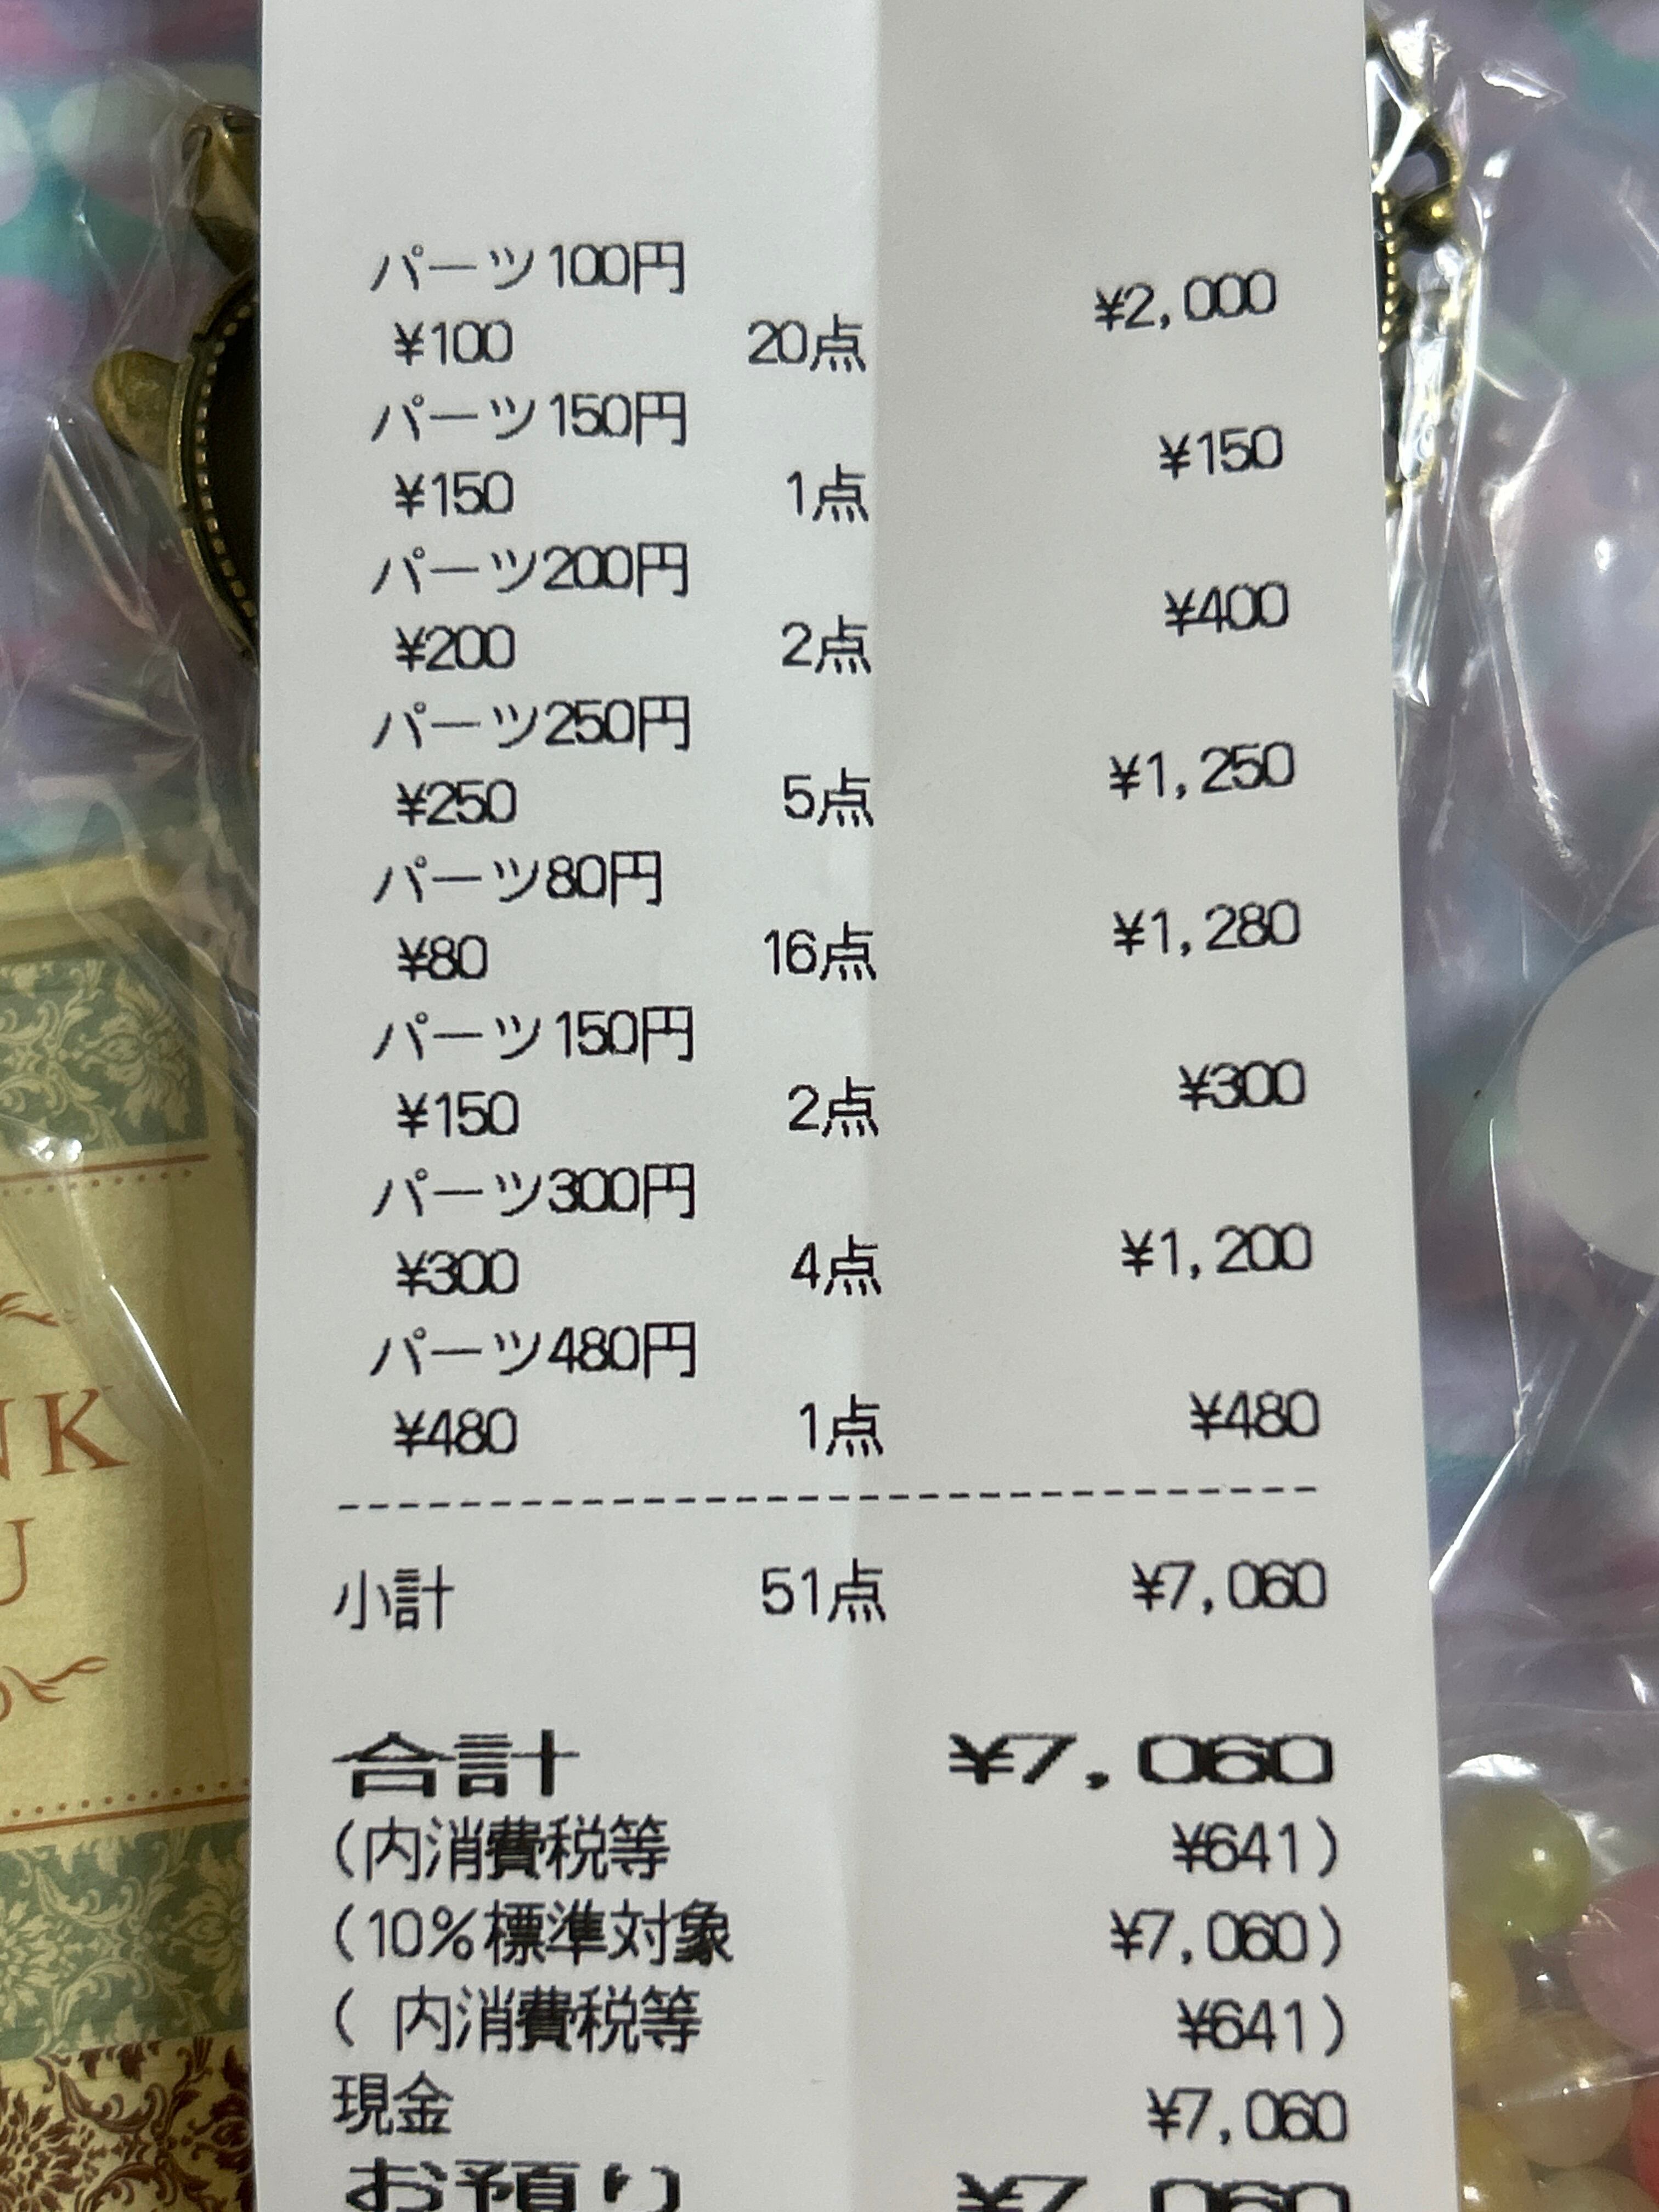 パーツ100円
¥100 20点 ¥2,000
パーツ150円
¥150 1点 ¥150
パーツ200円
¥200 2点 ¥400
パーツ250円
¥250 5点 ¥1,250
パーツ80円
¥80 16点 ¥1,280
パーツ150円
¥150 2点 ¥300
パーツ300円
¥300 4点 ¥1,200
パーツ480円
¥480 1点 ¥480
小計 51点 ¥7,060
合計 ¥7,060
(内消費税等 ¥641)
(10%標準対象 ¥7,060)
( 内消費税等 ¥641)
現金 ¥7,060
お預り ¥7,060
NK
U